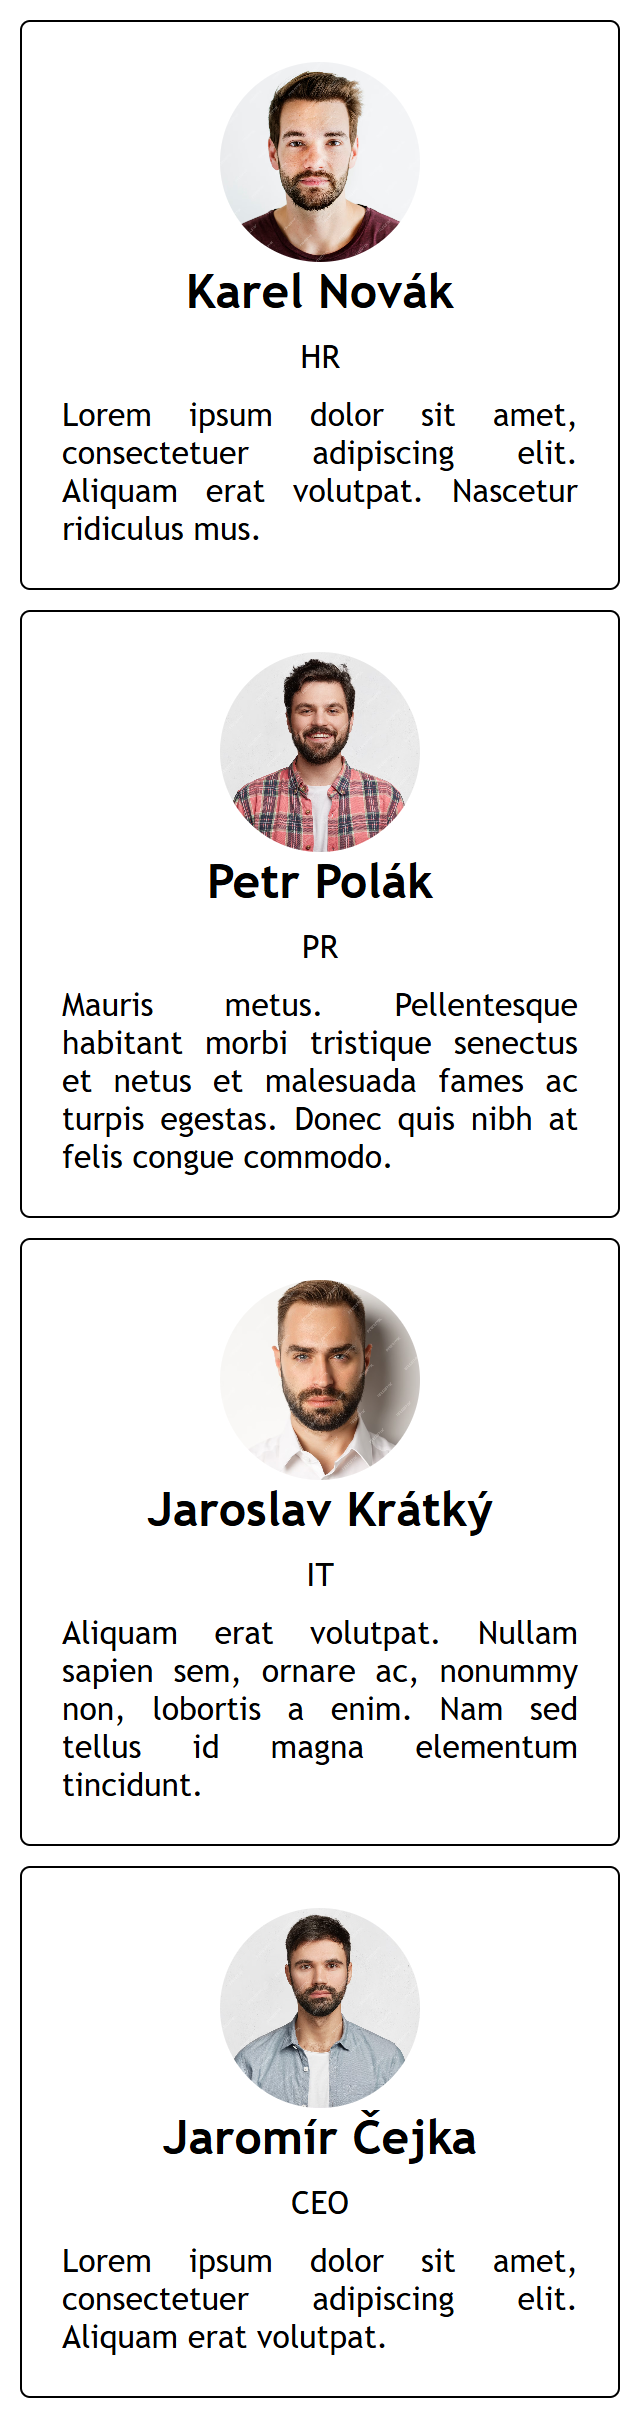 Karel Novák
HR
Lorem ipsum dolor sit amet,
consectetuer adipiscing elit.
Aliquam erat volutpat. Nascetur
ridiculus mus.
Petr Polák
PR
Mauris metus. Pellentesque
habitant morbi tristique senectus
et netus et malesuada fames ac
turpis egestas. Donec quis nibh at
felis congue commodo.
Jaroslav Krátký
IT
Aliquam erat volutpat. Nullam
sapien sem, ornare ac, nonummy
non, lobortis a enim. Nam sed
tellus id magna elementum
tincidunt.
Jaromír Čejka
CEO
Lorem ipsum dolor sit amet,
consectetuer adipiscing elit.
Aliquam erat volutpat.